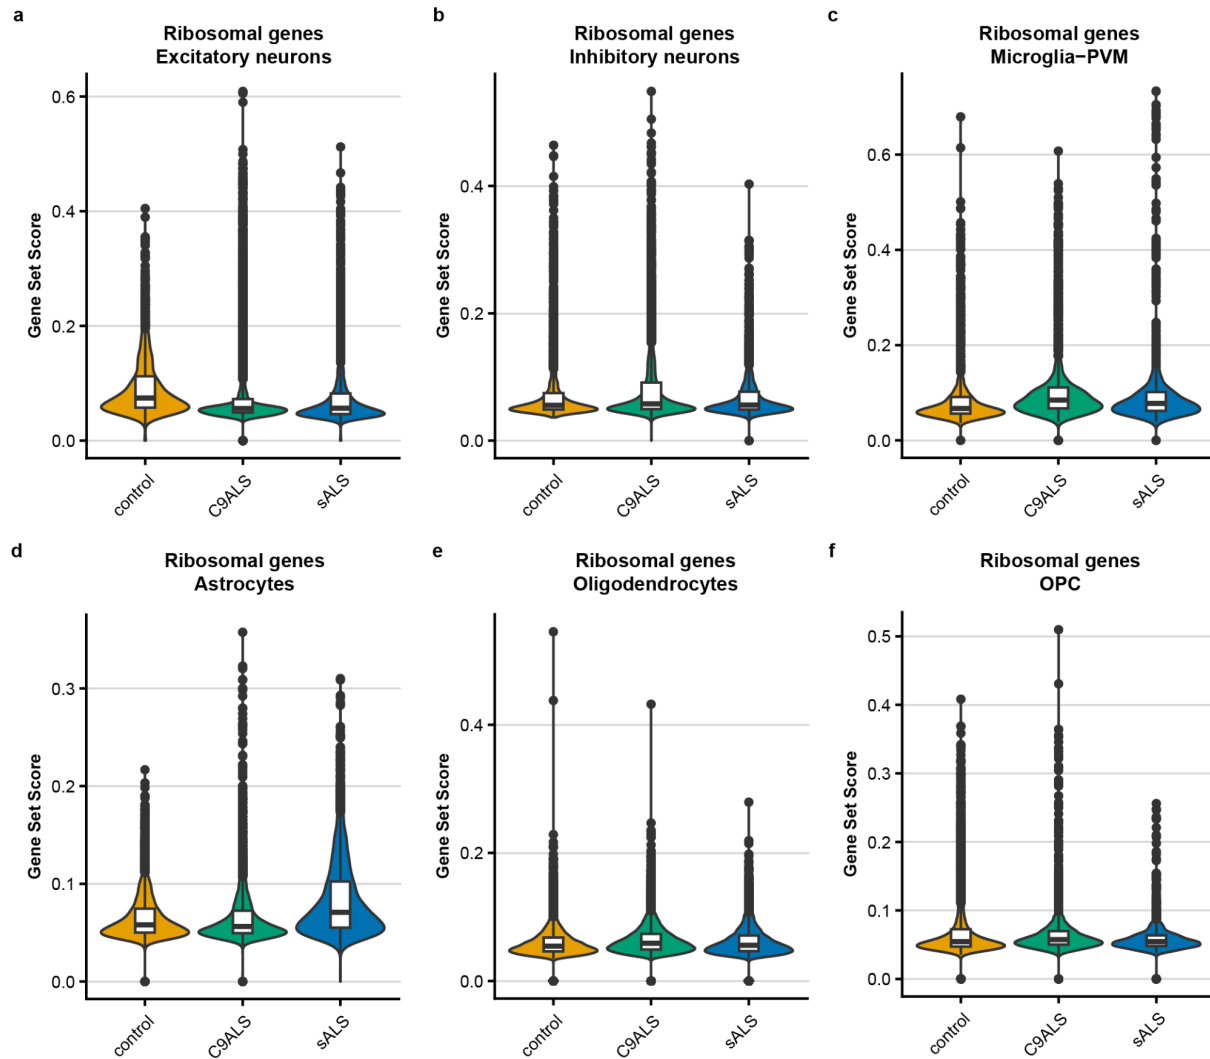 a
Ribosomal genes
Excitatory neurons
Gene Set Score
0.6
0.4
0.2
0.0
control
C9ALS
sALS
b
Ribosomal genes
Inhibitory neurons
Gene Set Score
0.4
0.2
0.0
control
C9ALS
sALS
c
Ribosomal genes
Microglia−PVM
Gene Set Score
0.6
0.4
0.2
0.0
control
C9ALS
sALS
d
Ribosomal genes
Astrocytes
Gene Set Score
0.3
0.2
0.1
0.0
control
C9ALS
sALS
e
Ribosomal genes
Oligodendrocytes
Gene Set Score
0.4
0.2
0.0
control
C9ALS
sALS
f
Ribosomal genes
OPC
Gene Set Score
0.5
0.4
0.3
0.2
0.1
0.0
control
C9ALS
sALS